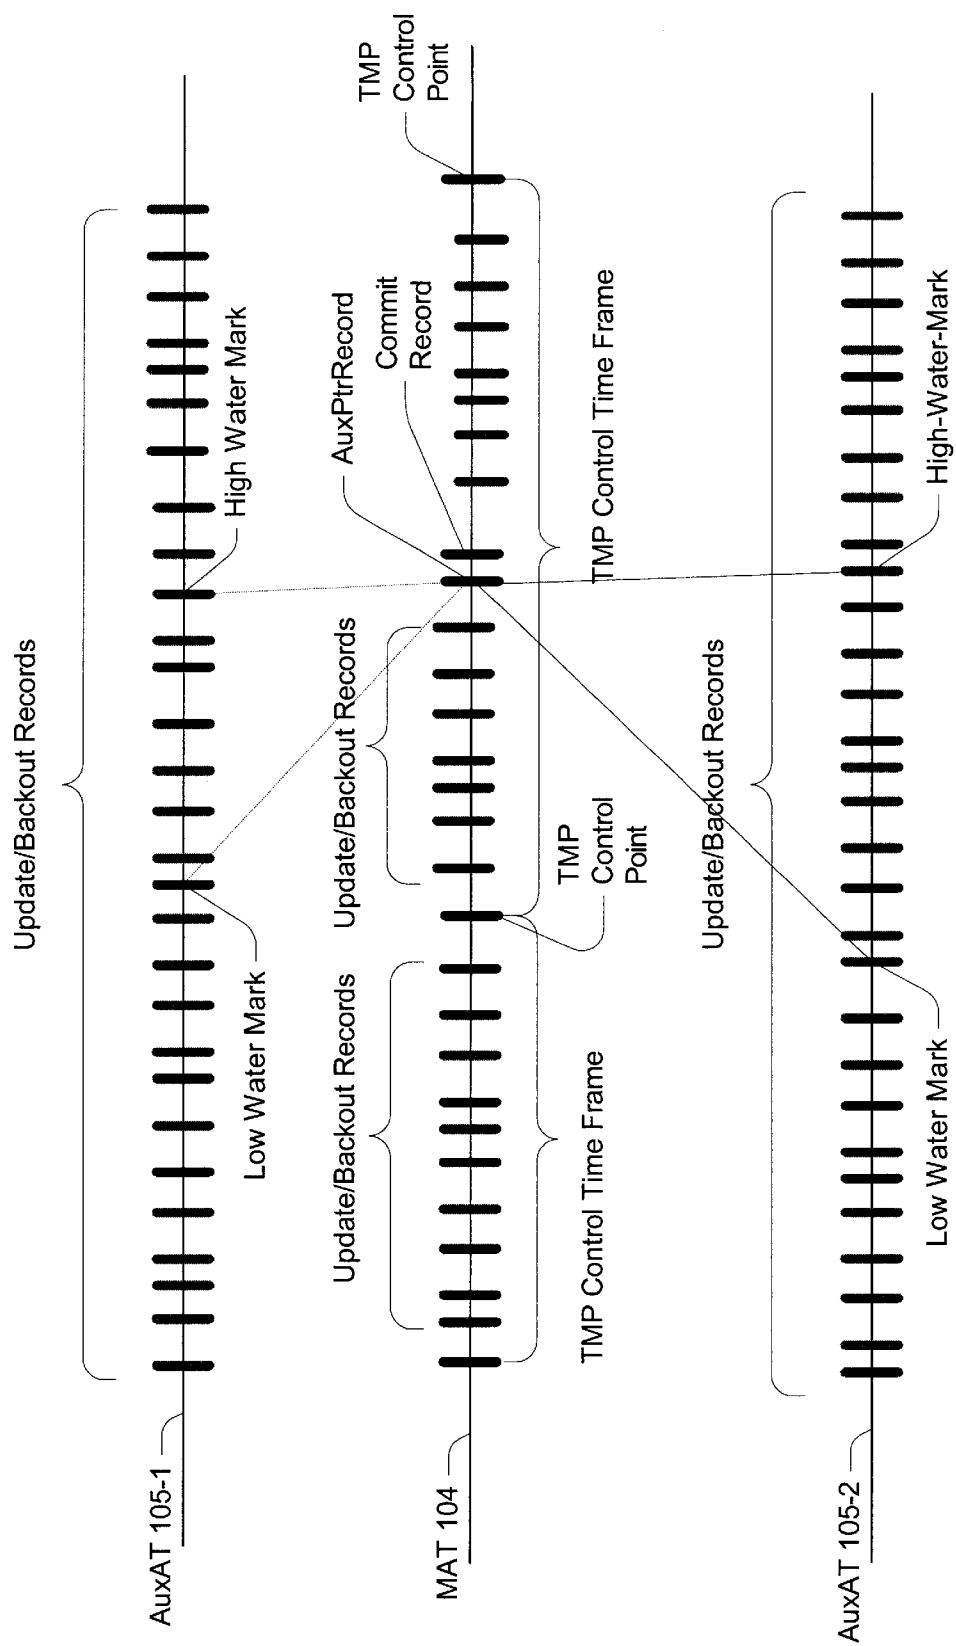 Update/Backout Records
AuxAT 105-1
Low Water Mark
High Water Mark
TMP
Control
Point
AuxPtrRecord
Commit
Record
Update/Backout Records
Update/Backout Records
MAT 104
TMP
Control
Point
TMP Control Time Frame
TMP Control Time Frame
Update/Backout Records
AuxAT 105-2
Low Water Mark
High-Water-Mark